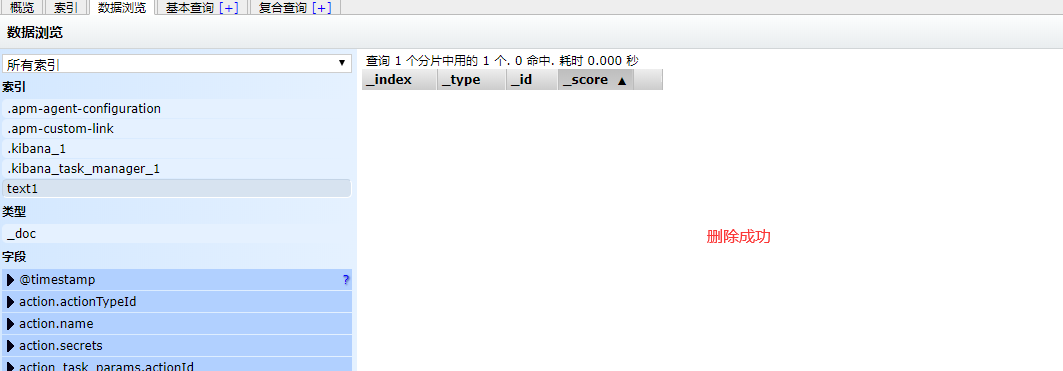 概览 索引 数据浏览 基本查询 [+] 复合查询 [+]
数据浏览
所有索引
索引
.apm-agent-configuration
.apm-custom-link
.kibana_1
.kibana_task_manager_1
text1
类型
_doc
字段
@timestamp ?
action.actionTypeId
action.name
action.secrets
action_task_params.actionId
查询 1 个分片中用的 1 个. 0 命中. 耗时 0.000 秒
_index _type _id _score ▲
删除成功